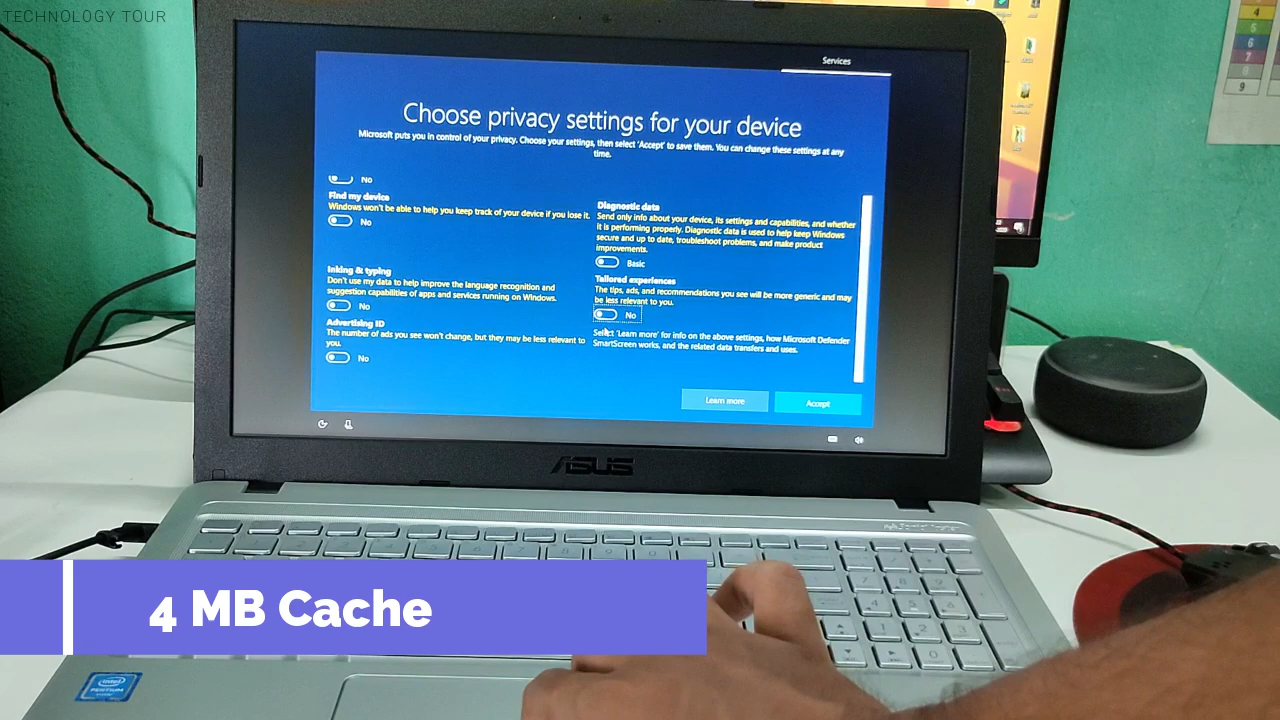 TECHNOLOGY TOUR
Services
Choose privacy settings for your device
Microsoft puts you in control of your privacy. Choose your settings, then select 'Accept' to save them. You can change these settings at any
time.
No
Find my device
Windows won't be able to help you keep track of your device if you lose it.
No
Inking & typing
Don't use my data to help improve the language recognition and
suggestion capabilities of apps and services running on Windows.
No
Advertising ID
The number of ads you see won't change, but they may be less relevant to
you.
No
Diagnostic data
Send only info about your device, its settings and capabilities, and whether
it is performing properly. Diagnostic data is used to help keep Windows
secure and up to date, troubleshoot problems, and make product
improvements.
Basic
Tailored experiences
The tips, ads, and recommendations you see will be more generic and may
be less relevant to you.
No
Select 'Learn more' for info on the above settings, how Microsoft Defender
SmartScreen works, and the related data transfers and uses.
Learn more
Accept
ASUS
4 MB Cache
intel
PENTIUM
4
5
6
7
8
9